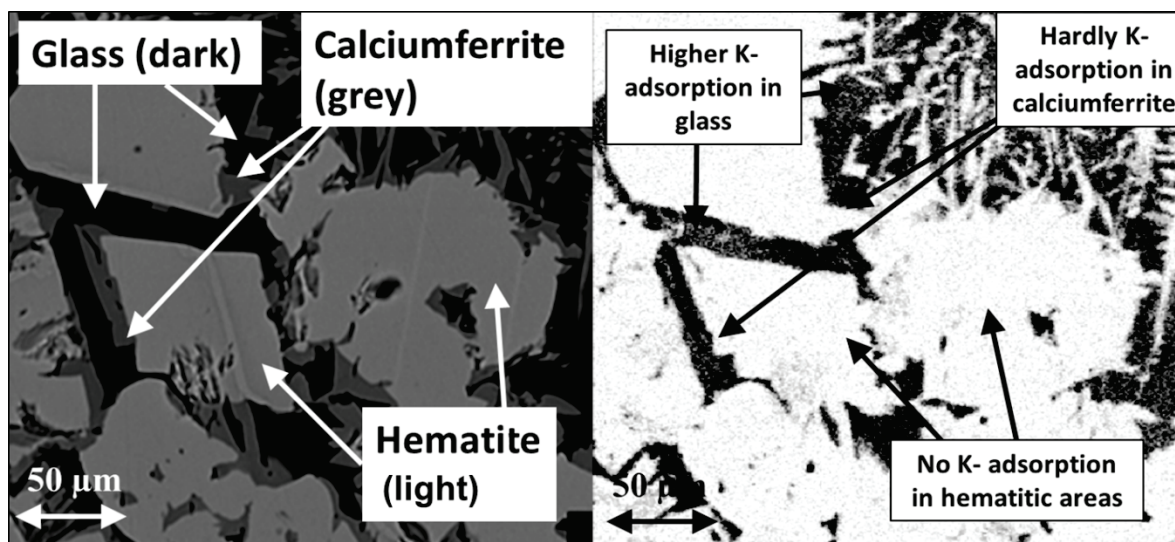 Glass (dark)
Calciumferrite
(grey)
Hematite
(light)
50 µm
Higher K-
adsorption in
glass
Hardly K-
adsorption in
calciumferrite
No K- adsorption
in hematitic areas
50 µm